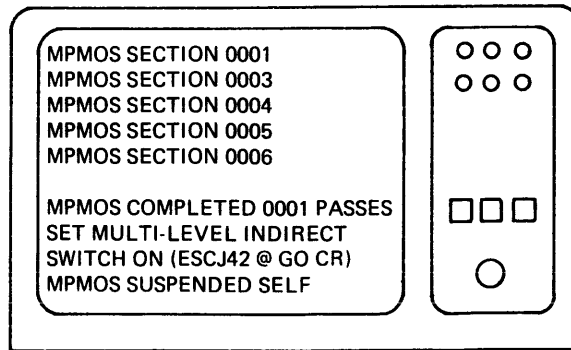 MPMOS SECTION 0001
MPMOS SECTION 0003
MPMOS SECTION 0004
MPMOS SECTION 0005
MPMOS SECTION 0006
MPMOS COMPLETED 0001 PASSES
SET MULTI-LEVEL INDIRECT
SWITCH ON (ESCJ42 @ GO CR)
MPMOS SUSPENDED SELF